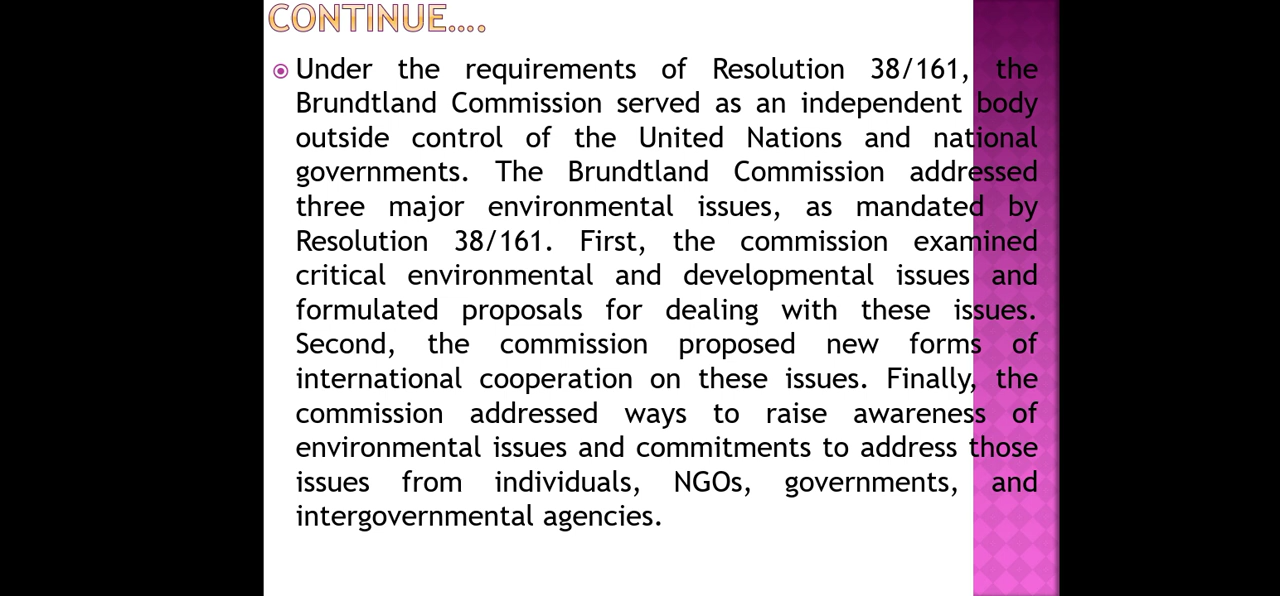 CONTINUE....
Under the requirements of Resolution 38/161, the
Brundtland Commission served as an independent body
outside control of the United Nations and national
governments. The Brundtland Commission addressed
three major environmental issues, as mandated by
Resolution 38/161. First, the commission examined
critical environmental and developmental issues and
formulated proposals for dealing with these issues.
Second, the commission proposed new forms of
international cooperation on these issues. Finally, the
commission addressed ways to raise awareness of
environmental issues and commitments to address those
issues from individuals, NGOs, governments, and
intergovernmental agencies.